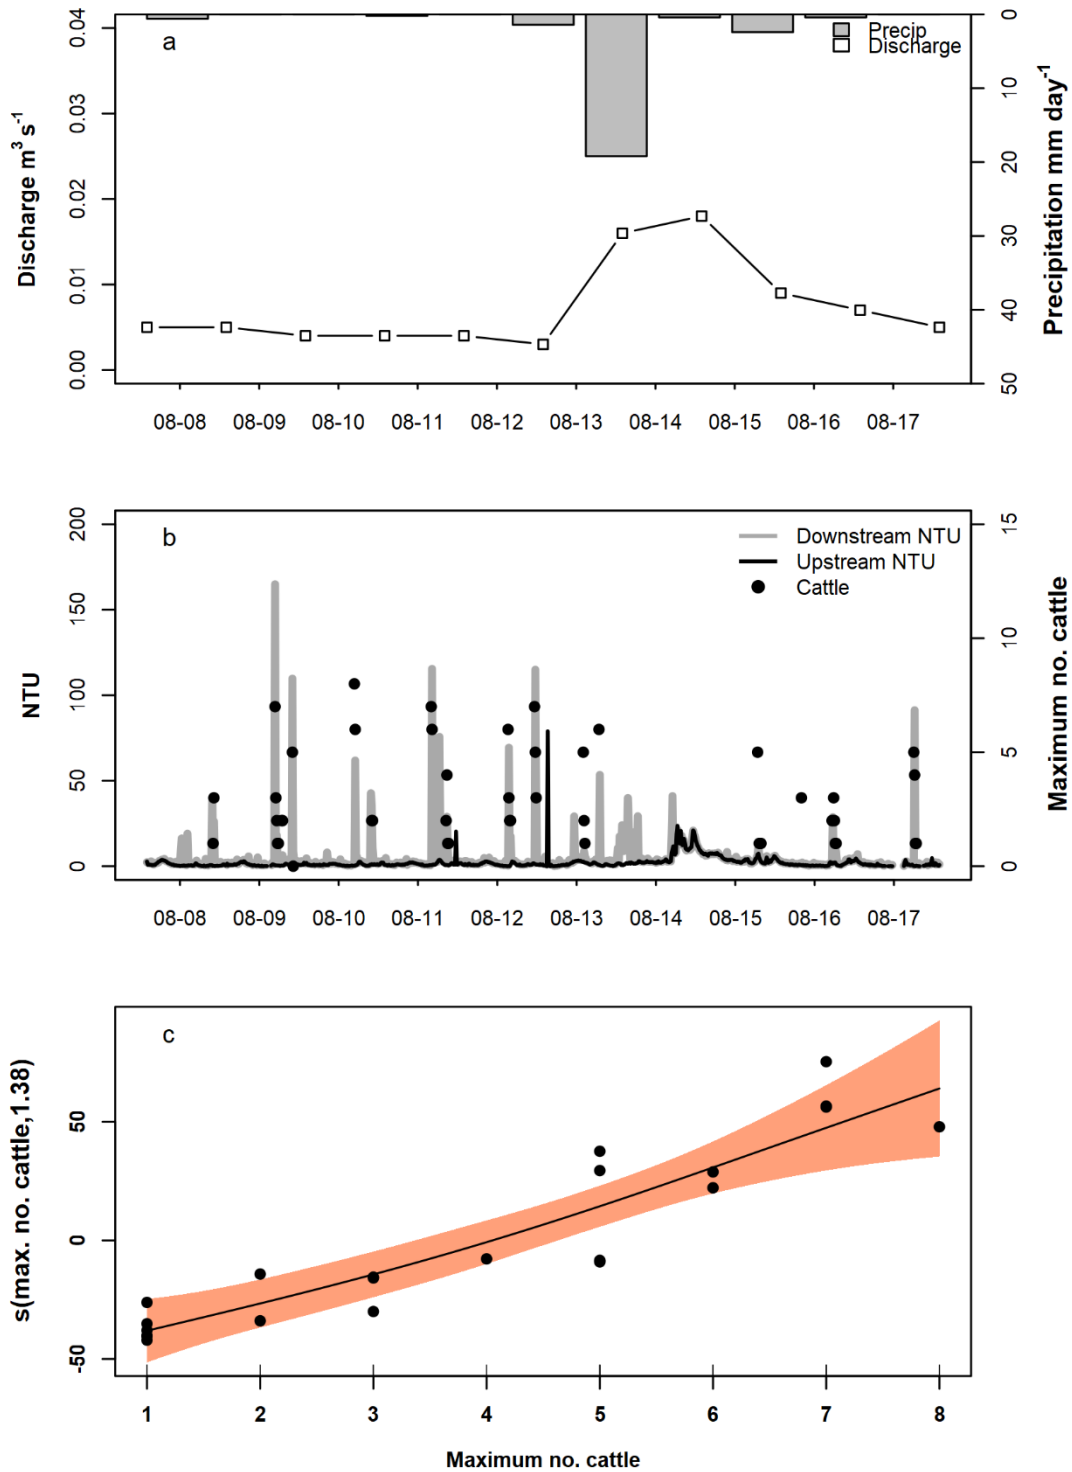 a
Precip
Discharge
Discharge m³ s⁻¹
0.00 0.01 0.02 0.03 0.04
Precipitation mm day⁻¹
0 10 20 30 40 50
08-08 08-09 08-10 08-11 08-12 08-13 08-14 08-15 08-16 08-17
b
Downstream NTU
Upstream NTU
Cattle
NTU
0 50 100 150 200
Maximum no. cattle
0 5 10 15
08-08 08-09 08-10 08-11 08-12 08-13 08-14 08-15 08-16 08-17
c
s(max. no. cattle,1.38)
-50 0 50
1 2 3 4 5 6 7 8
Maximum no. cattle